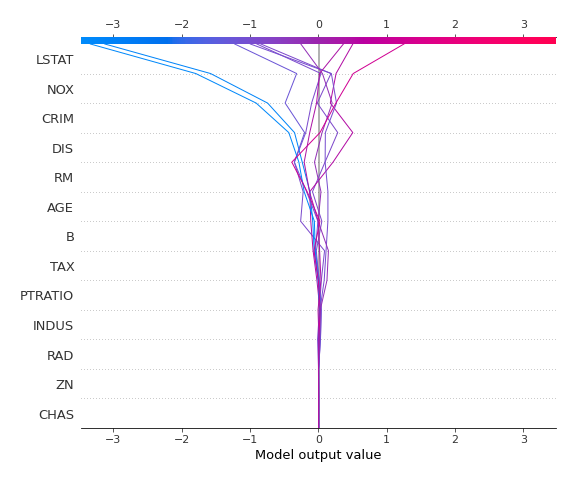 −3 −2 −1 0 1 2 3
LSTAT
NOX
CRIM
DIS
RM
AGE
B
TAX
PTRATIO
INDUS
RAD
ZN
CHAS
−3 −2 −1 0 1 2 3
Model output value